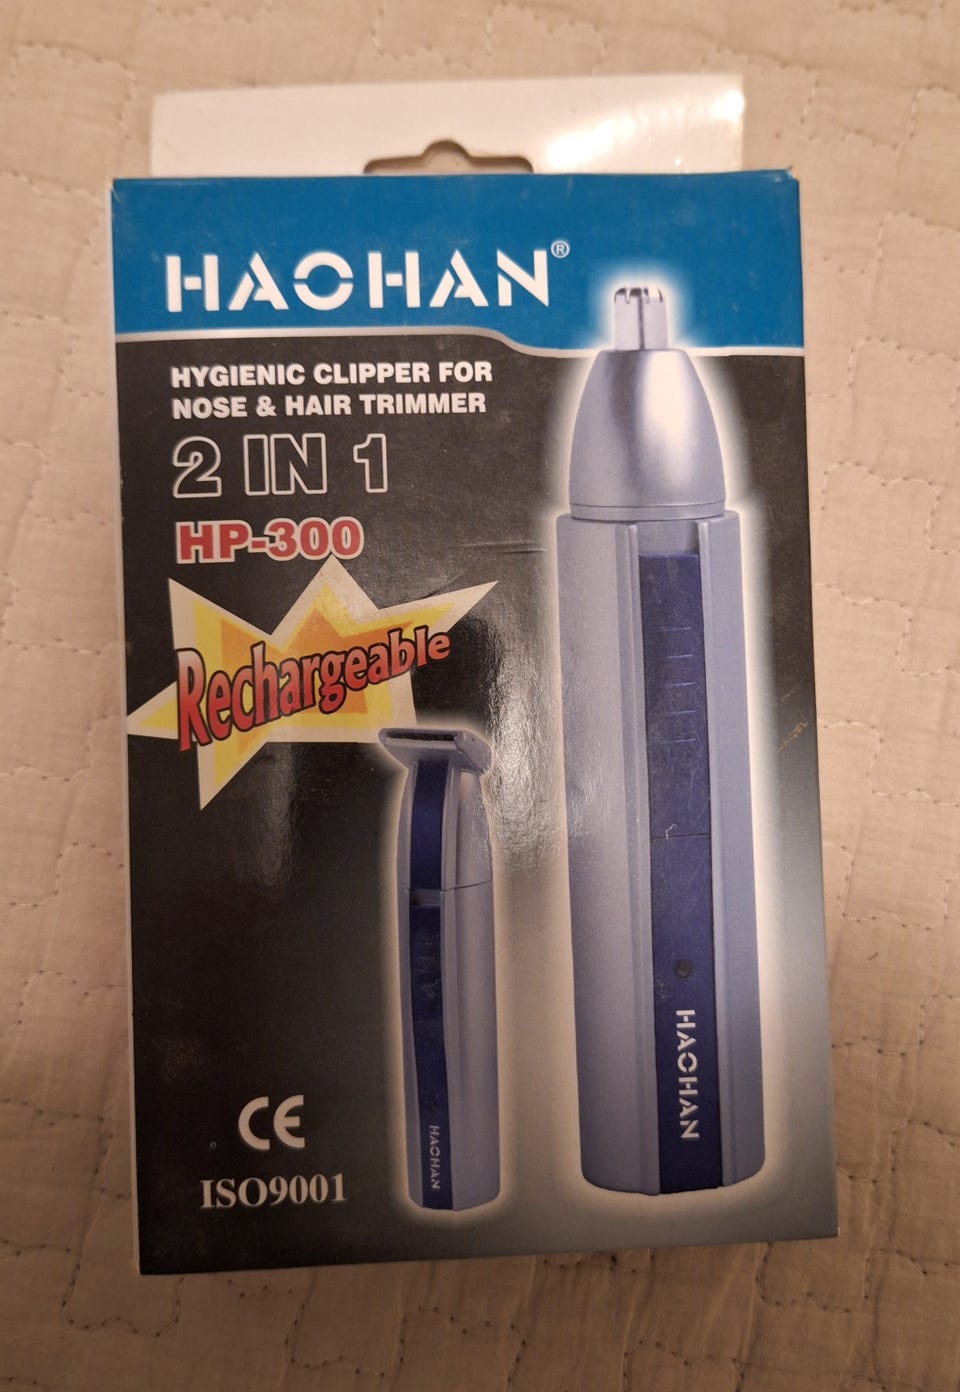 HAOHAN®
HYGIENIC CLIPPER FOR
NOSE & HAIR TRIMMER
2 IN 1
HP-300
Rechargeable
HAOHAN
HAOHAN
CE
ISO9001